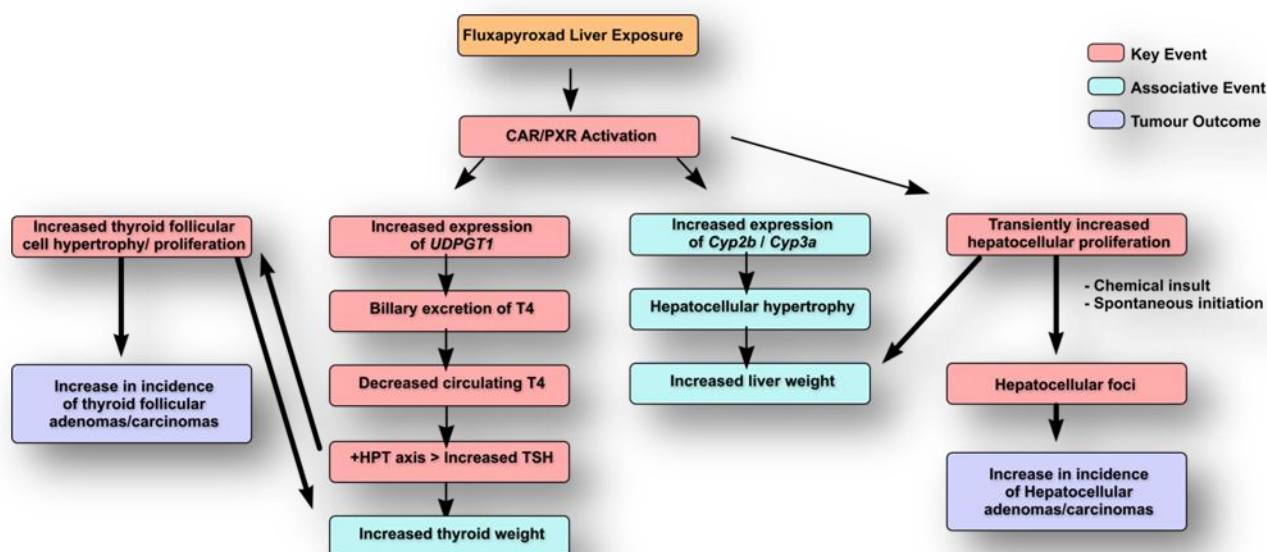 Fluxapyroxad Liver Exposure
Key Event
Associative Event
Tumour Outcome
CAR/PXR Activation
Increased thyroid follicular
cell hypertrophy/ proliferation
Increased expression
of UDPGT1
Increased expression
of Cyp2b / Cyp3a
Transiently increased
hepatocellular proliferation
- Chemical insult
- Spontaneous initiation
Billary excretion of T4
Hepatocellular hypertrophy
Increase in incidence
of thyroid follicular
adenomas/carcinomas
Decreased circulating T4
Increased liver weight
Hepatocellular foci
+HPT axis > Increased TSH
Increase in incidence
of Hepatocellular
adenomas/carcinomas
Increased thyroid weight